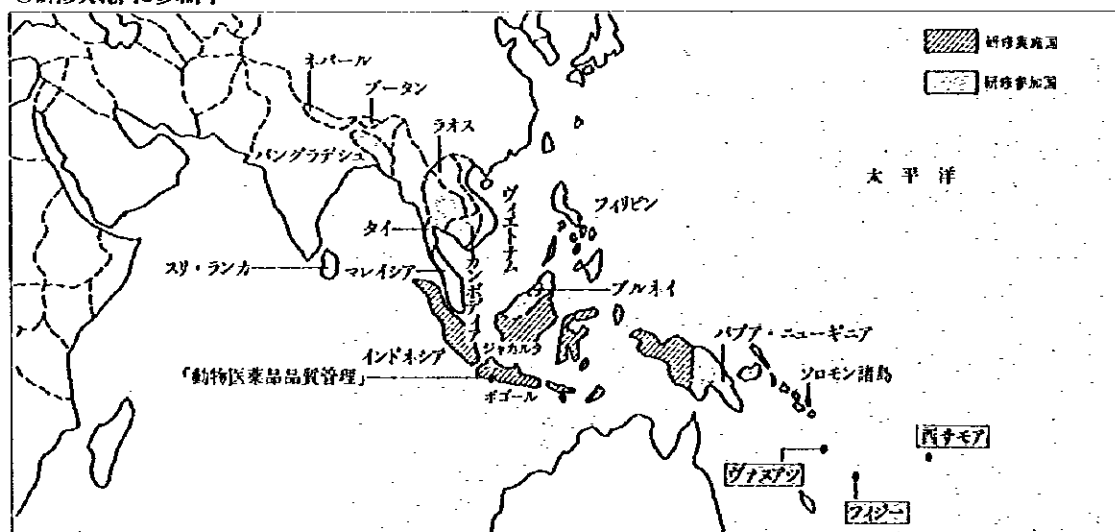 研修実施国
研修参加国
ネパール
ブータン
ラオス
バングラデシュ
太平洋
ヴィエトナム
フィリピン
タイ
カンボディア
スリ・ランカ
マレイシア
ブルネイ
パプア・ニューギニア
インドネシア
ジャカルタ
ソロモン諸島
「動物医薬品品質管理」
ボゴール
西サモア
ヴァヌアツ
フィジー